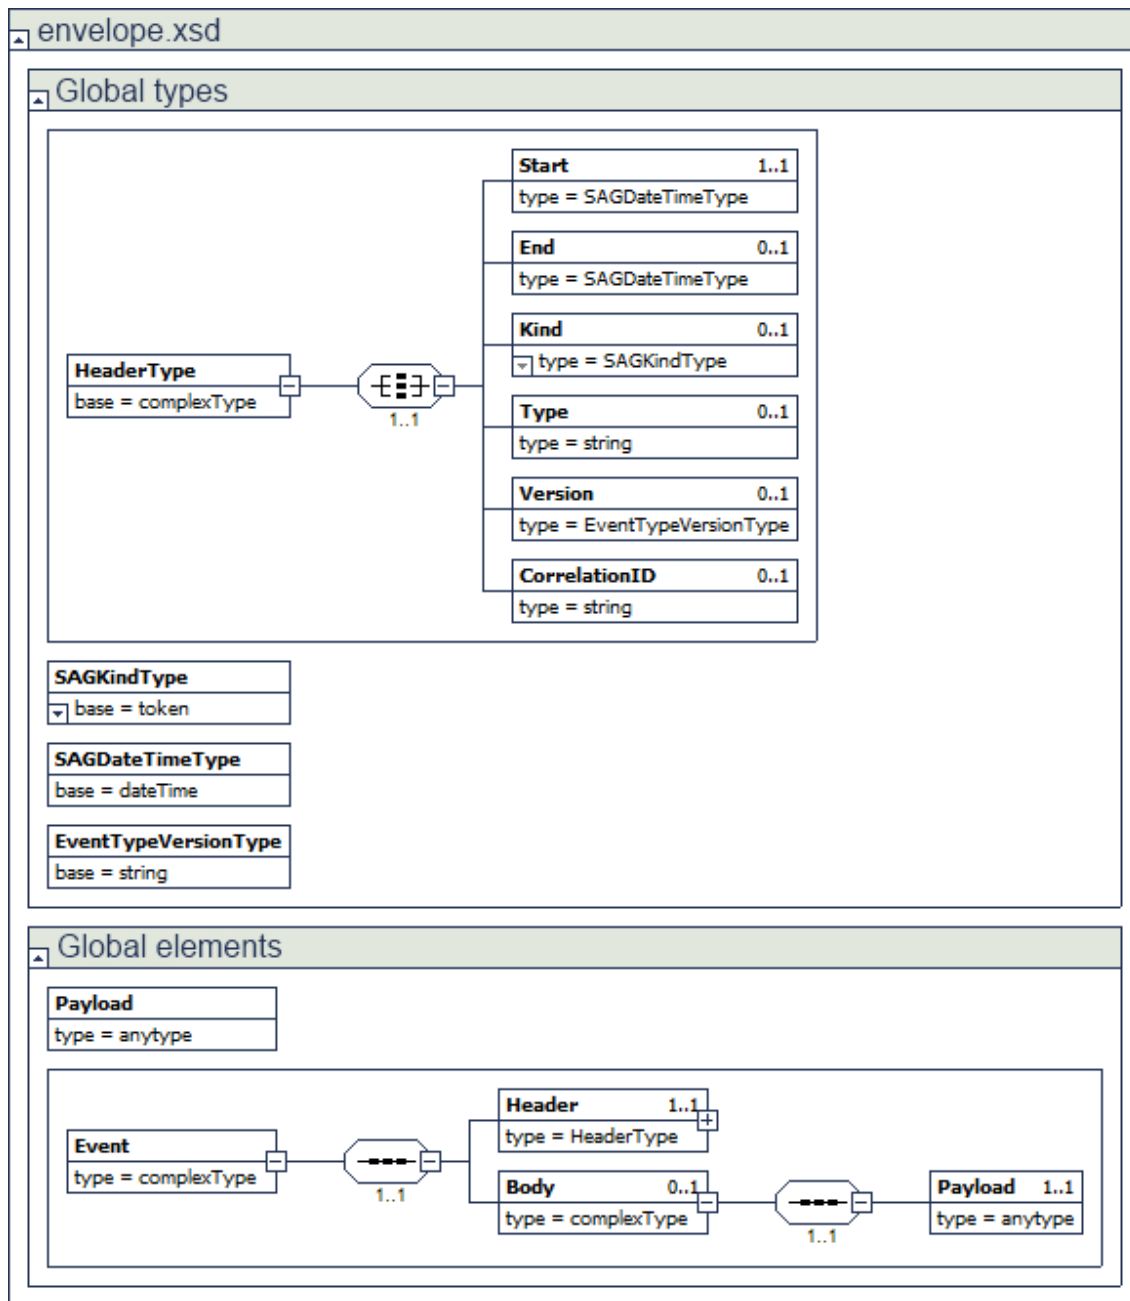 envelope.xsd
Global types
Start 1..1
type = SAGDateTimeType
End 0..1
type = SAGDateTimeType
Kind 0..1
type = SAGKindType
HeaderType
base = complexType
1..1
Type 0..1
type = string
Version 0..1
type = EventTypeVersionType
CorrelationID 0..1
type = string
SAGKindType
base = token
SAGDateTimeType
base = dateTime
EventTypeVersionType
base = string
Global elements
Payload
type = anytype
Header 1..1
type = HeaderType
Event
type = complexType
1..1
Body 0..1
type = complexType
1..1
Payload 1..1
type = anytype